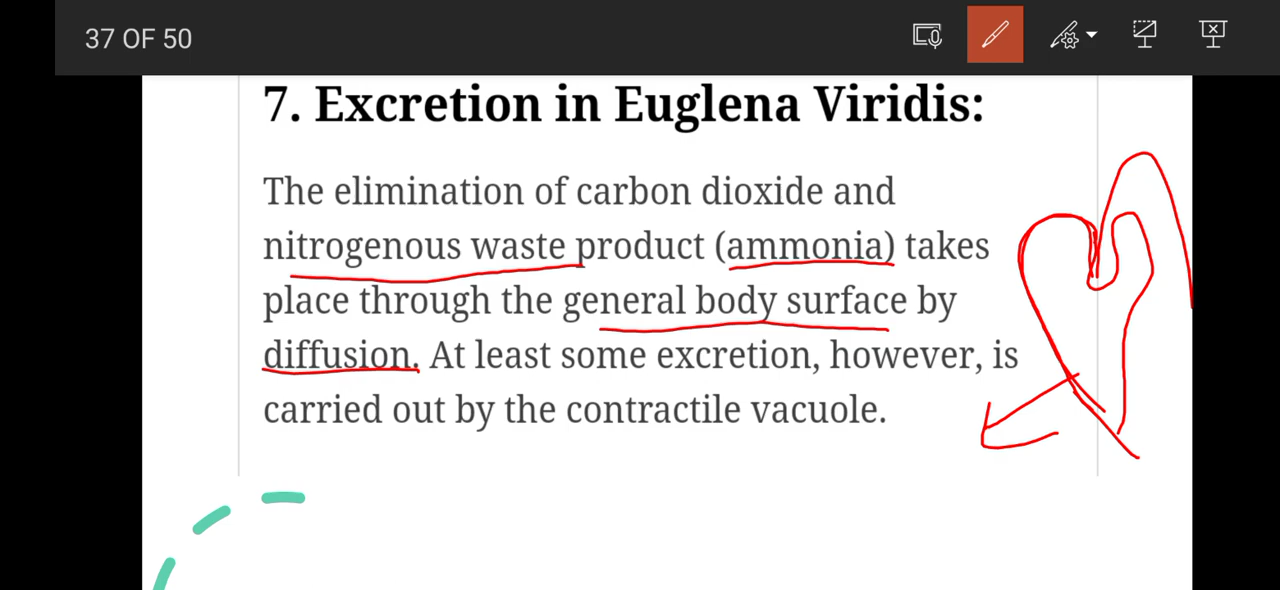 37 OF 50
7. Excretion in Euglena Viridis:
The elimination of carbon dioxide and
nitrogenous waste product (ammonia) takes
place through the general body surface by
diffusion. At least some excretion, however, is
carried out by the contractile vacuole.